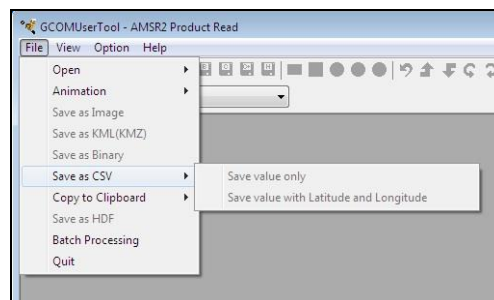 GCOMUserTool - AMSR2 Product Read
File View Option Help
Open
Animation
Save as Image
Save as KML(KMZ)
Save as Binary
Save as CSV
Save value only
Copy to Clipboard
Save value with Latitude and Longitude
Save as HDF
Batch Processing
Quit